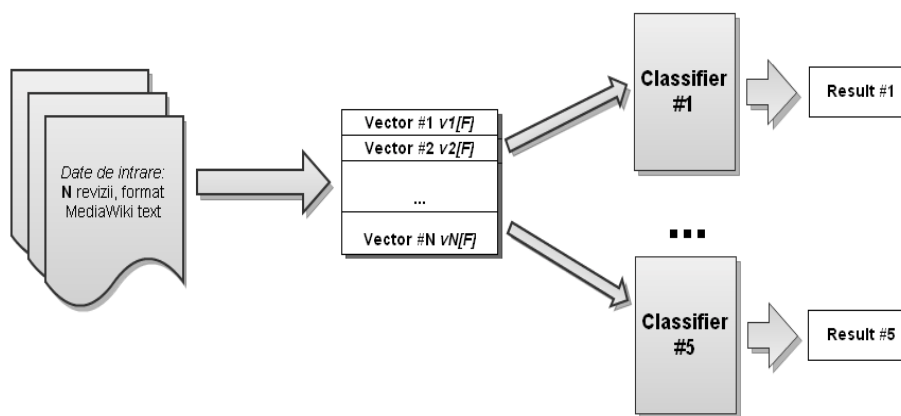 Date de intrare:
N revizii, format
MediaWiki text
Vector #1 v1[F]
Vector #2 v2[F]
...
Vector #N vN[F]
Classifier
#1
Result #1
...
Classifier
#5
Result #5